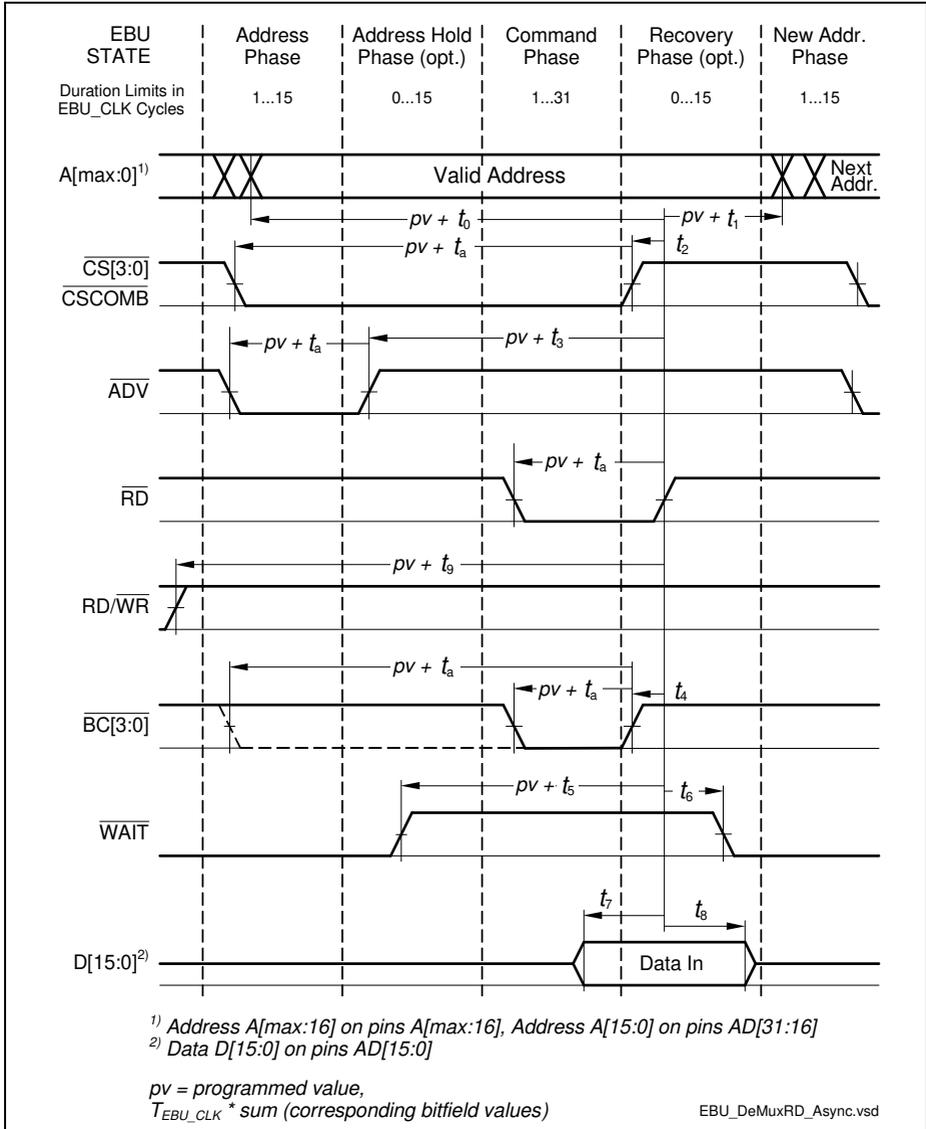 EBU STATE
Address Phase
Address Hold Phase (opt.)
Command Phase
Recovery Phase (opt.)
New Addr. Phase
Duration Limits in EBU_CLK Cycles
1...15
0...15
1...31
0...15
1...15
A[max:0]1)
Valid Address
Next Addr.
pv + t0
pv + t1
pv + ta
t2
CS[3:0]
CSCOMB
pv + ta
pv + t3
ADV
pv + ta
RD
pv + t9
RD/WR
pv + ta
pv + ta
t4
BC[3:0]
pv + t5
t6
WAIT
t7
t8
D[15:0]2)
Data In
1) Address A[max:16] on pins A[max:16], Address A[15:0] on pins AD[31:16]
2) Data D[15:0] on pins AD[15:0]
pv = programmed value,
TEBU_CLK * sum (corresponding bitfield values)
EBU_DeMuxRD_Async.vsd